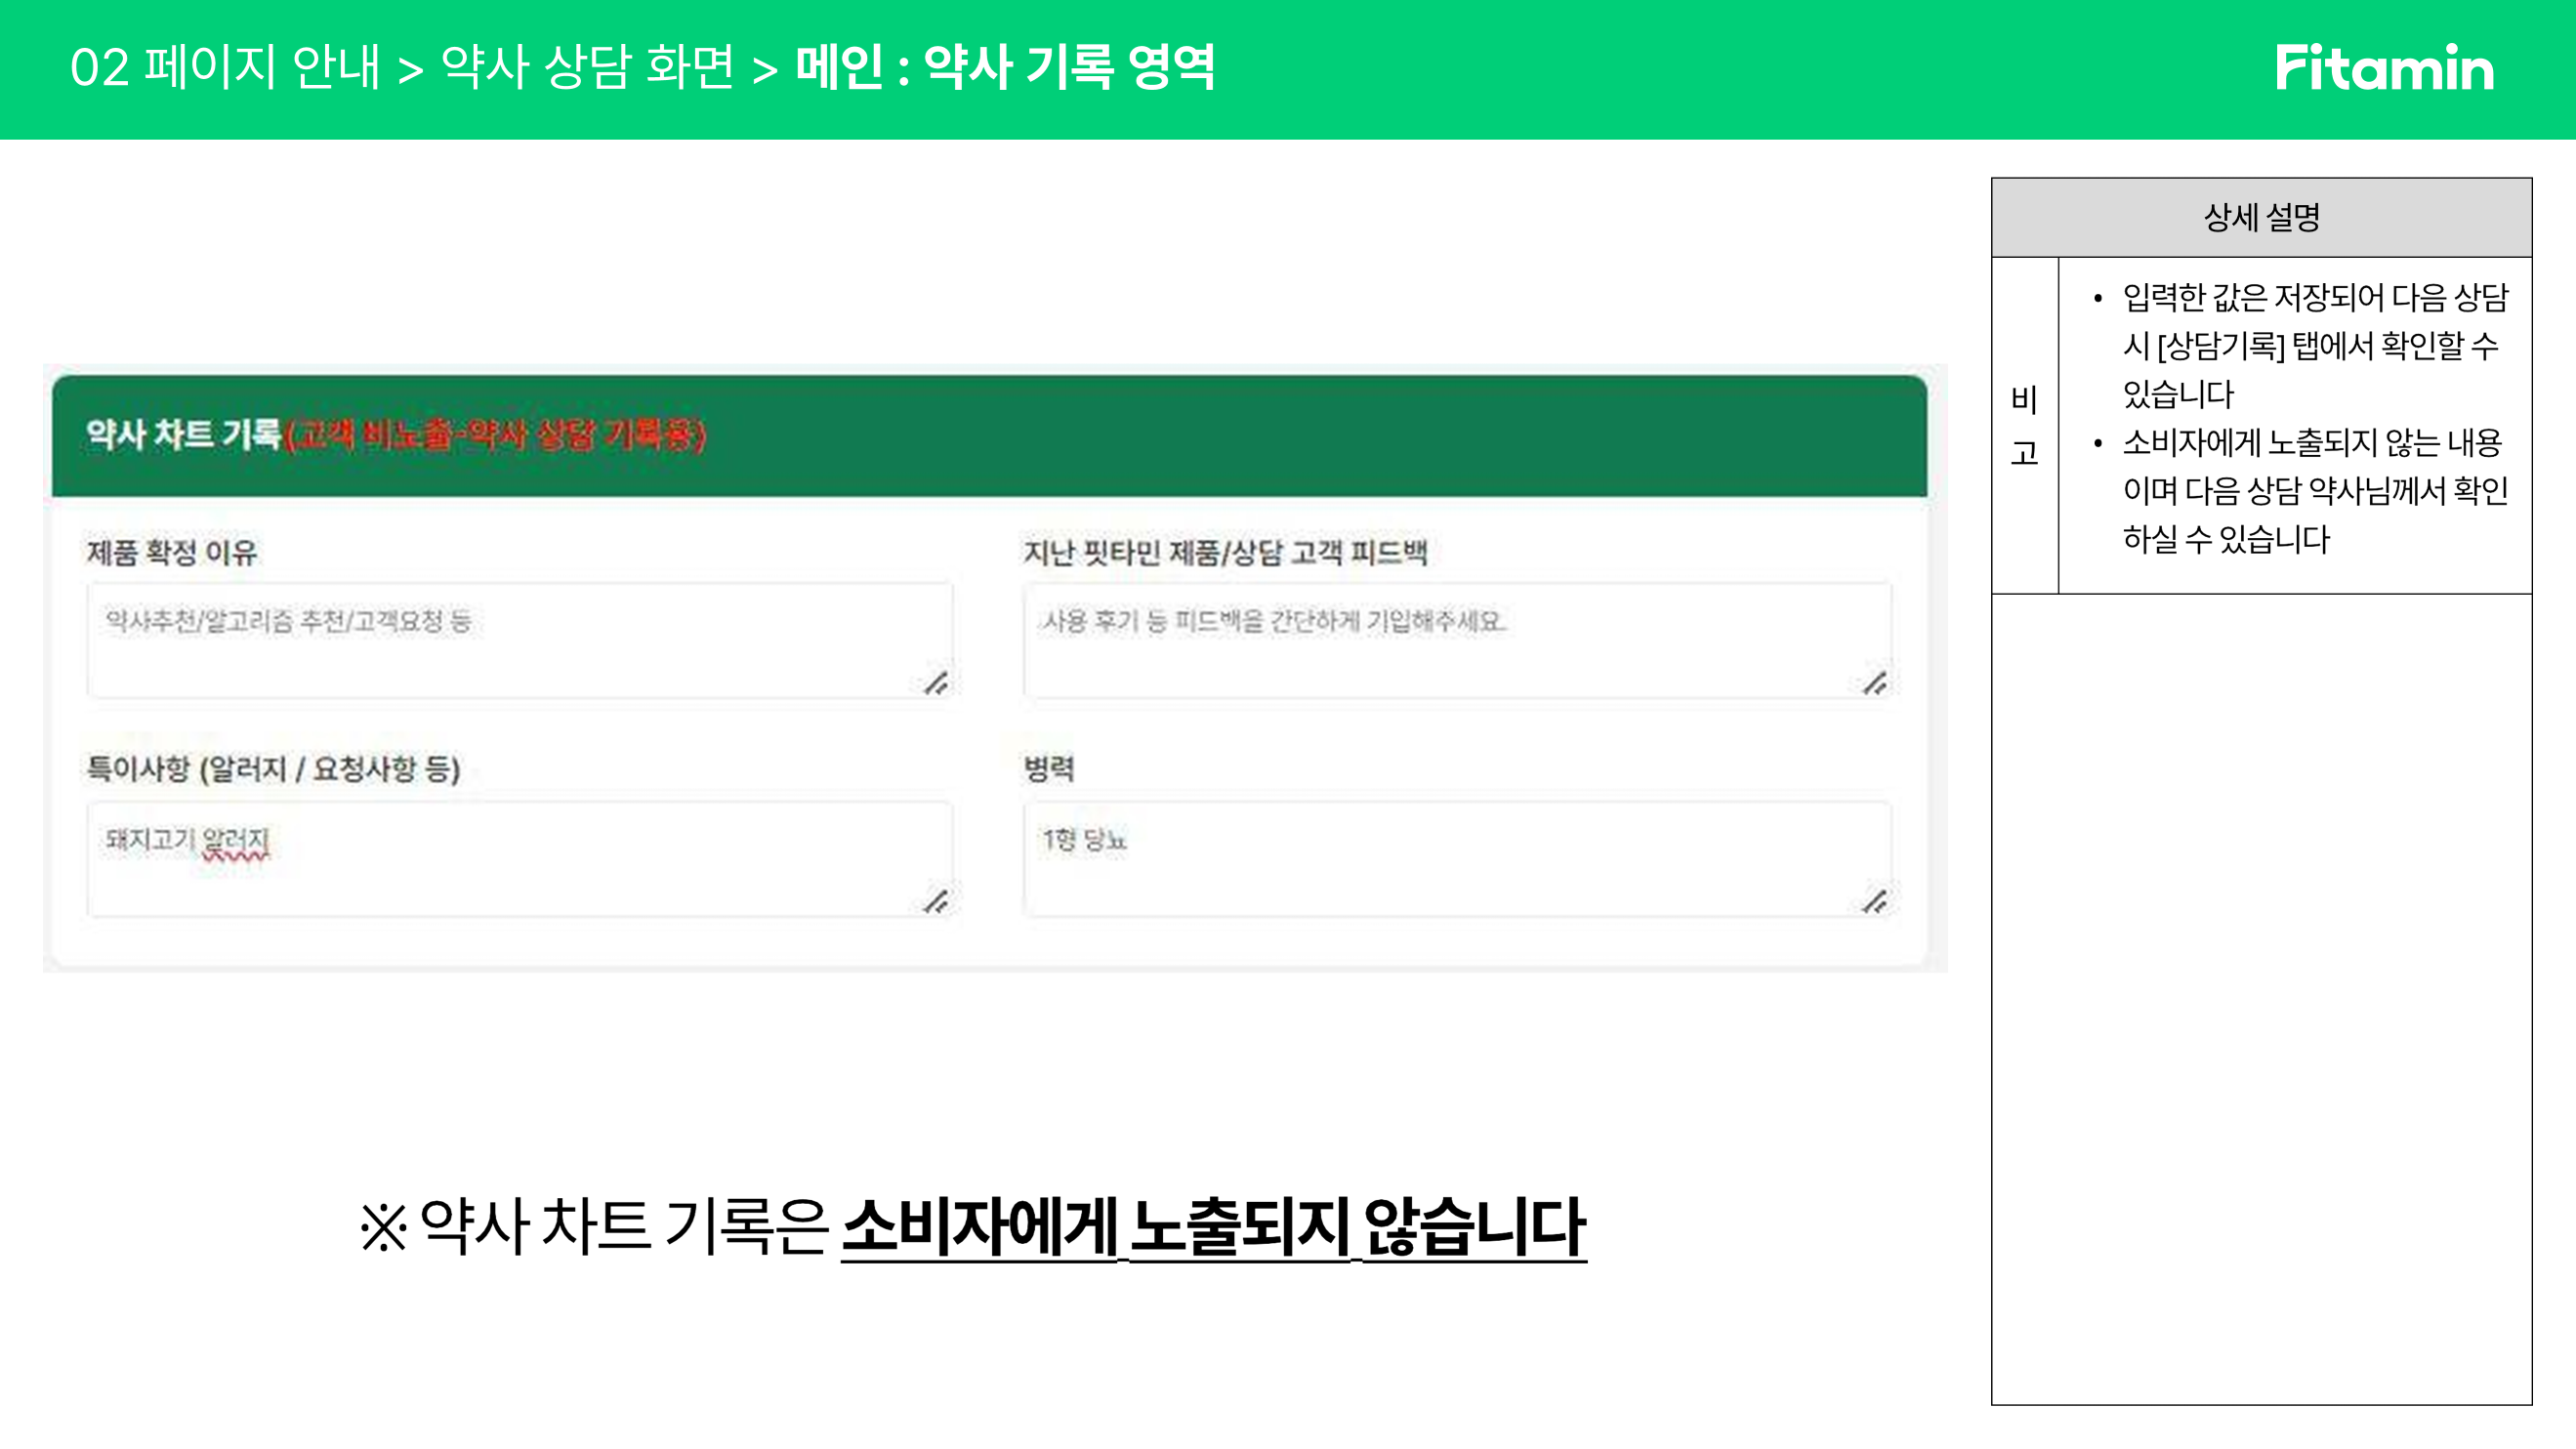 02 페이지 안내 > 약사 상담 화면 > 메인 : 약사 기록 영역
Fitamin
약사 차트 기록(고객 비노출-약사 상담 기록용)
제품 확정 이유
지난 핏타민 제품/상담 고객 피드백
약사추천/알고리즘 추천/고객요청 등
사용 후기 등 피드백을 간단하게 기입해주세요.
특이사항 (알러지 / 요청사항 등)
병력
돼지고기 알러지
1형 당뇨
※ 약사 차트 기록은 소비자에게 노출되지 않습니다
상세 설명
비
고
• 입력한 값은 저장되어 다음 상담
시 [상담기록] 탭에서 확인할 수
있습니다
• 소비자에게 노출되지 않는 내용
이며 다음 상담 약사님께서 확인
하실 수 있습니다